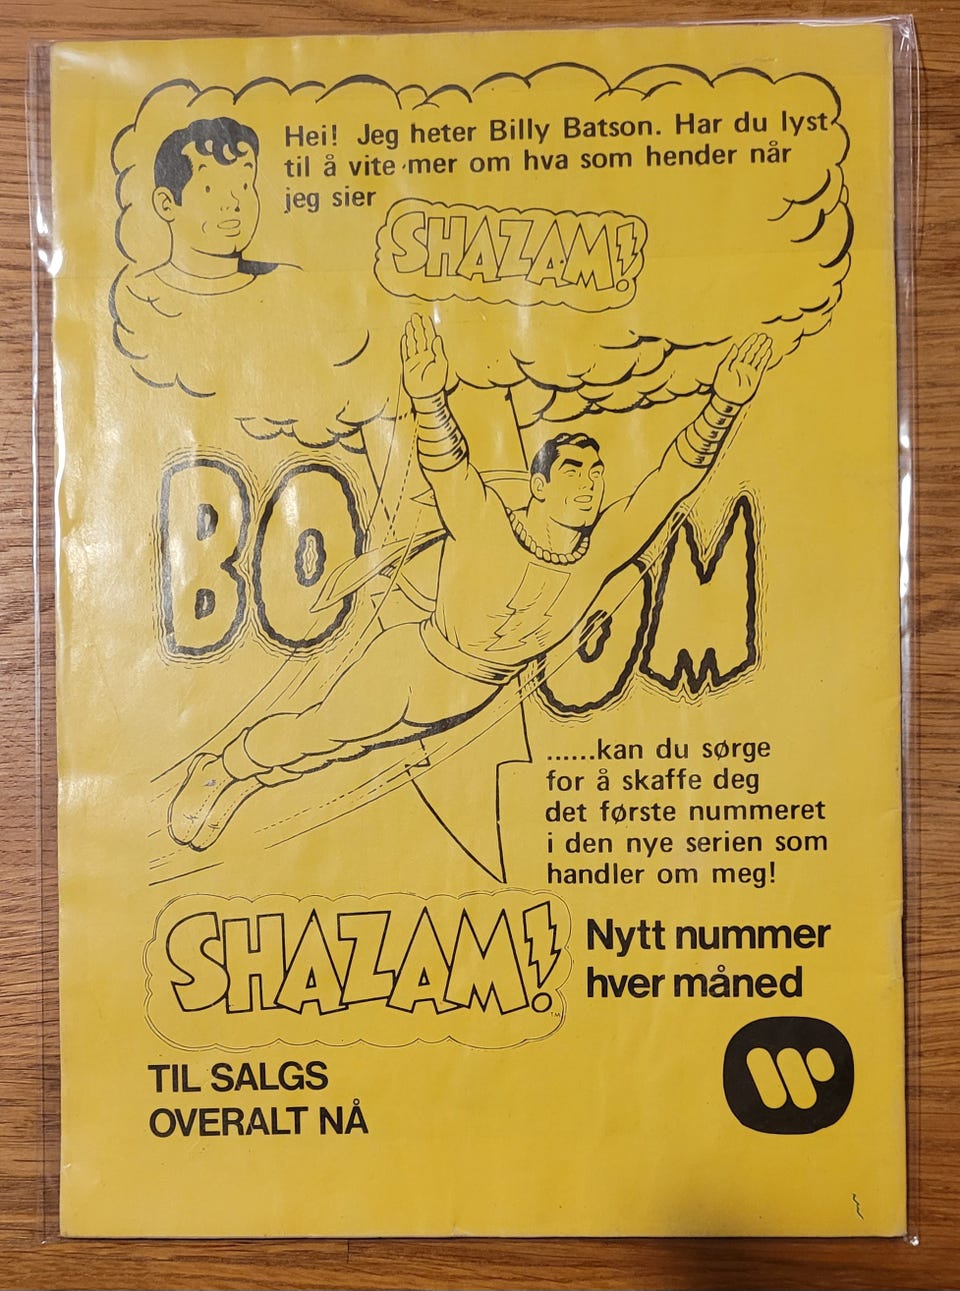 Hei! Jeg heter Billy Batson. Har du lyst
til å vite mer om hva som hender når
jeg sier
SHAZAM!
BOOM
......kan du sørge
for å skaffe deg
det første nummeret
i den nye serien som
handler om meg!
SHAZAM!
TM
Nytt nummer
hver måned
TIL SALGS
OVERALT NÅ